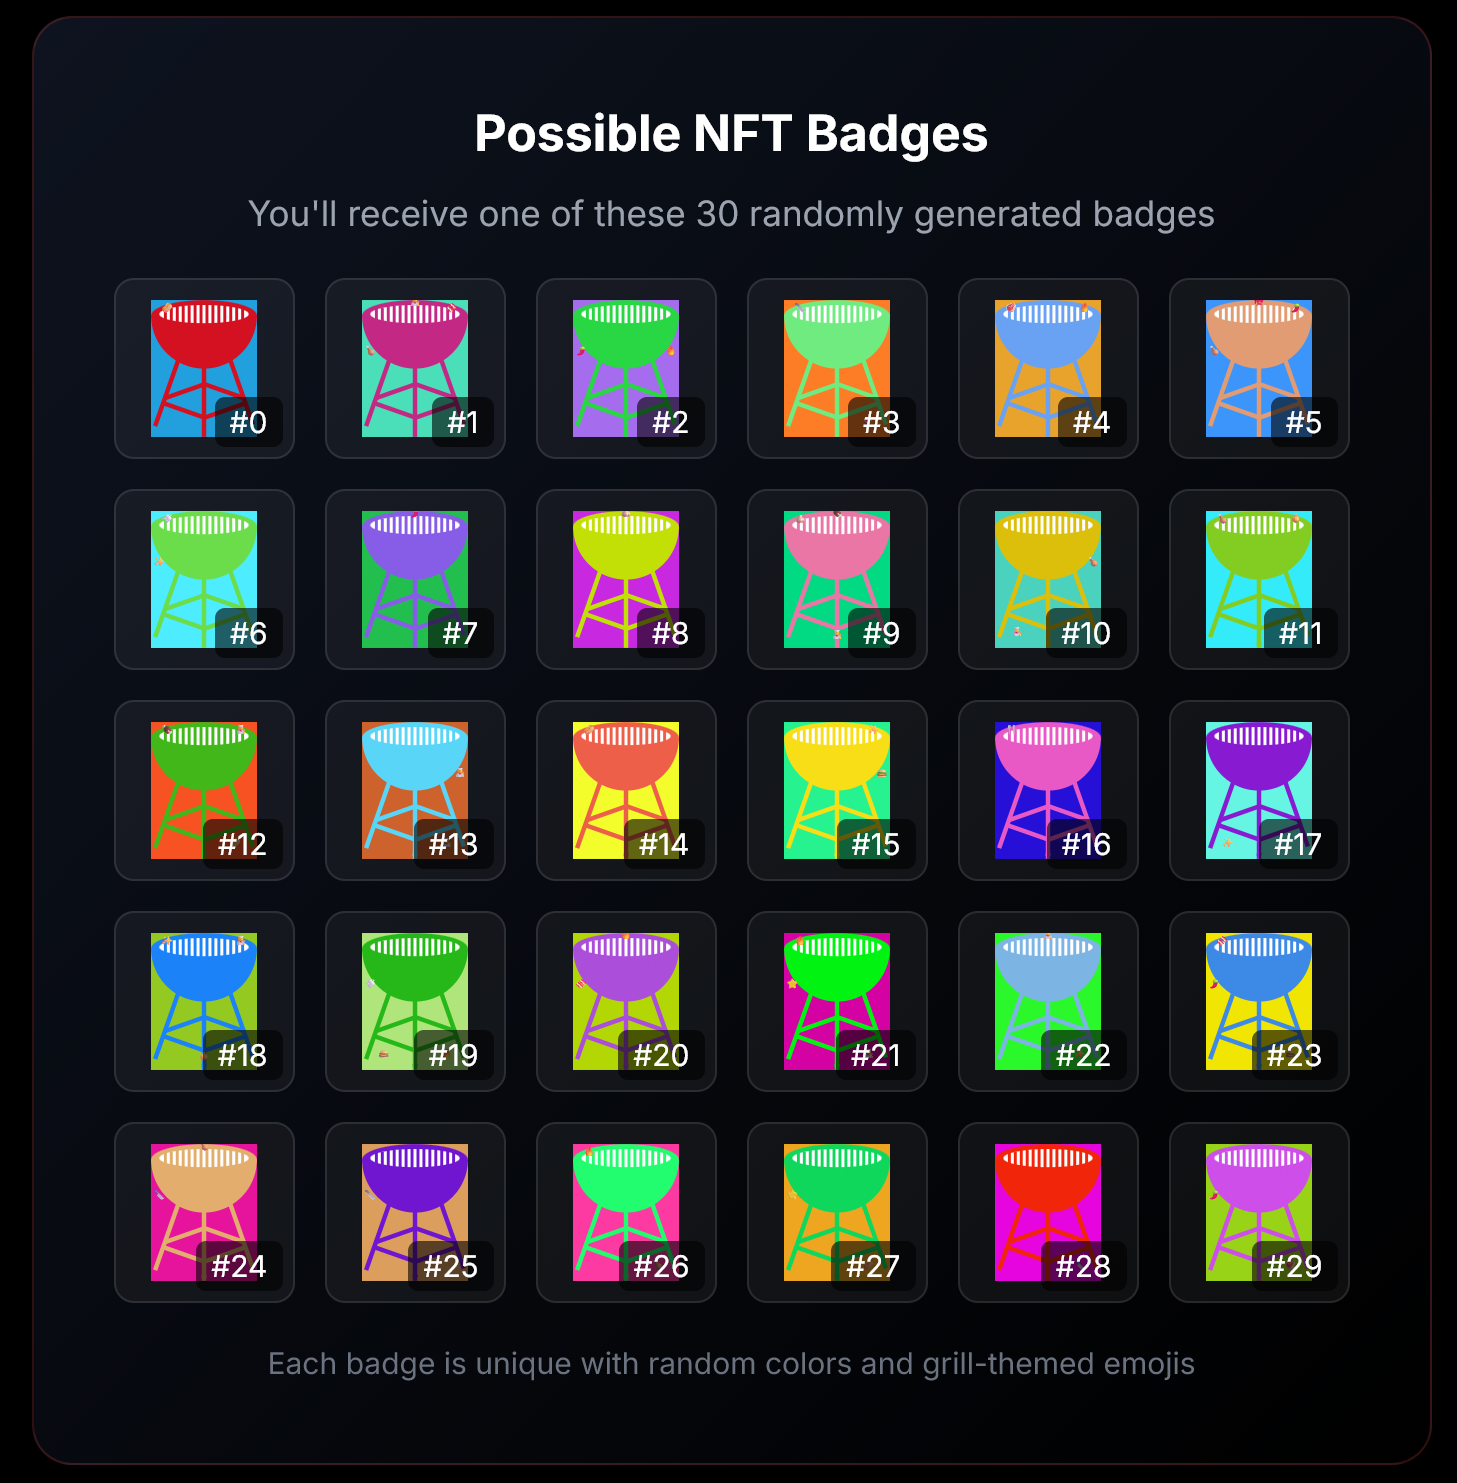 Possible NFT Badges
You'll receive one of these 30 randomly generated badges
#0 #1 #2 #3 #4 #5
#6 #7 #8 #9 #10 #11
#12 #13 #14 #15 #16 #17
#18 #19 #20 #21 #22 #23
#24 #25 #26 #27 #28 #29
Each badge is unique with random colors and grill-themed emojis